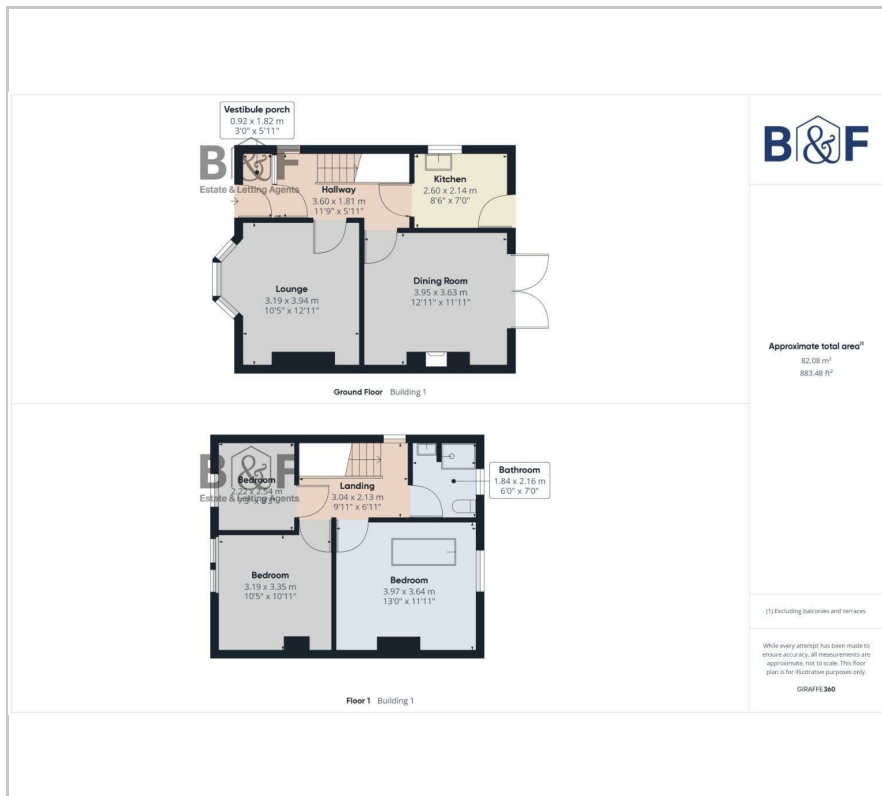 Vestibule porch
0.92 x 1.82 m
3'0" x 5'11"
B&F
Estate & Letting Agents
Hallway
3.60 x 1.81 m
11'9" x 5'11"
Kitchen
2.60 x 2.14 m
8'6" x 7'0"
Lounge
3.19 x 3.94 m
10'5" x 12'11"
Dining Room
3.95 x 3.63 m
12'11" x 11'11"
Ground Floor Building 1
B&F
Estate & Letting Agents
Bedroom
2.22 x 2.54 m
Landing
3.04 x 2.13 m
9'11" x 6'11"
Bathroom
1.84 x 2.16 m
6'0" x 7'0"
Bedroom
3.19 x 3.35 m
10'5" x 10'11"
Bedroom
3.97 x 3.64 m
13'0" x 11'11"
Floor 1 Building 1
B&F
Approximate total area⁽¹⁾
82.08 m²
883.48 ft²
(1) Excluding balconies and terraces
While every attempt has been made to
ensure accuracy, all measurements are
approximate, not to scale. This floor
plan is for illustrative purposes only.
GIRAFFE360